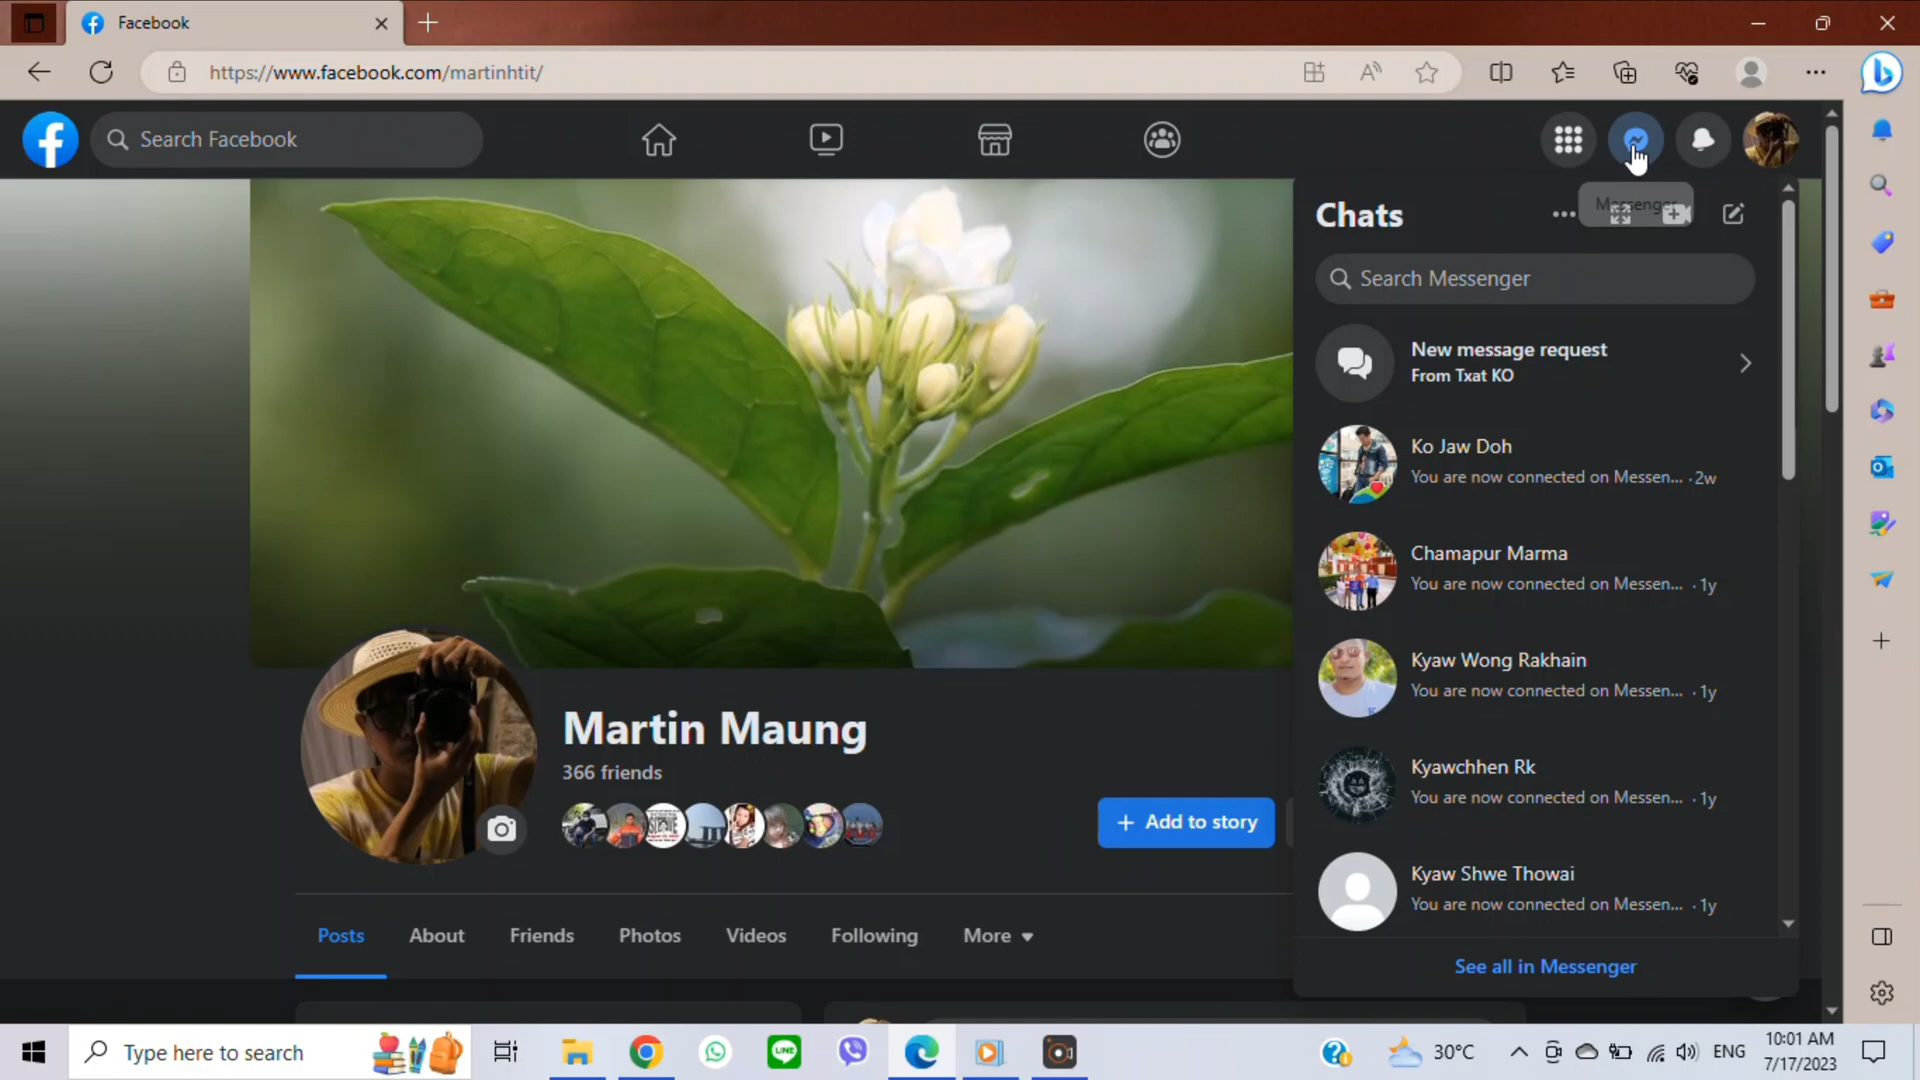 Facebook
https://www.facebook.com/martinhtit/
Search Facebook
Chats
Messenger
Search Messenger
New message request
From Txat KO
Ko Jaw Doh
You are now connected on Messen... · 2w
Chamapur Marma
You are now connected on Messen... · 1y
Kyaw Wong Rakhain
You are now connected on Messen... · 1y
Kyawchhen Rk
You are now connected on Messen... · 1y
Kyaw Shwe Thowai
You are now connected on Messen... · 1y
See all in Messenger
Martin Maung
366 friends
+ Add to story
Posts About Friends Photos Videos Following More
Type here to search
LINE
30°C
ENG
10:01 AM
7/17/2023